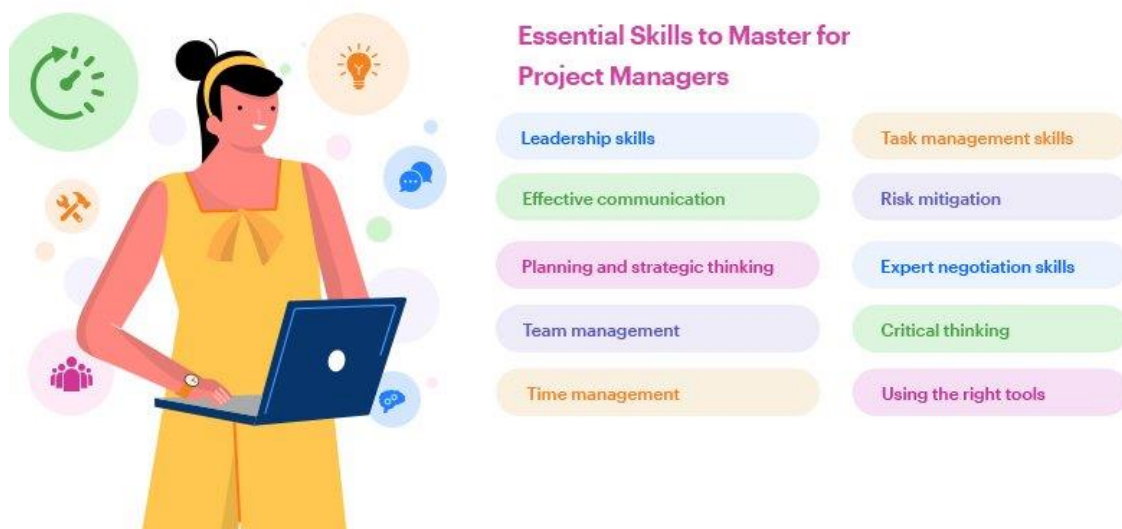 Essential Skills to Master for
Project Managers
Leadership skills
Effective communication
Planning and strategic thinking
Team management
Time management
Task management skills
Risk mitigation
Expert negotiation skills
Critical thinking
Using the right tools